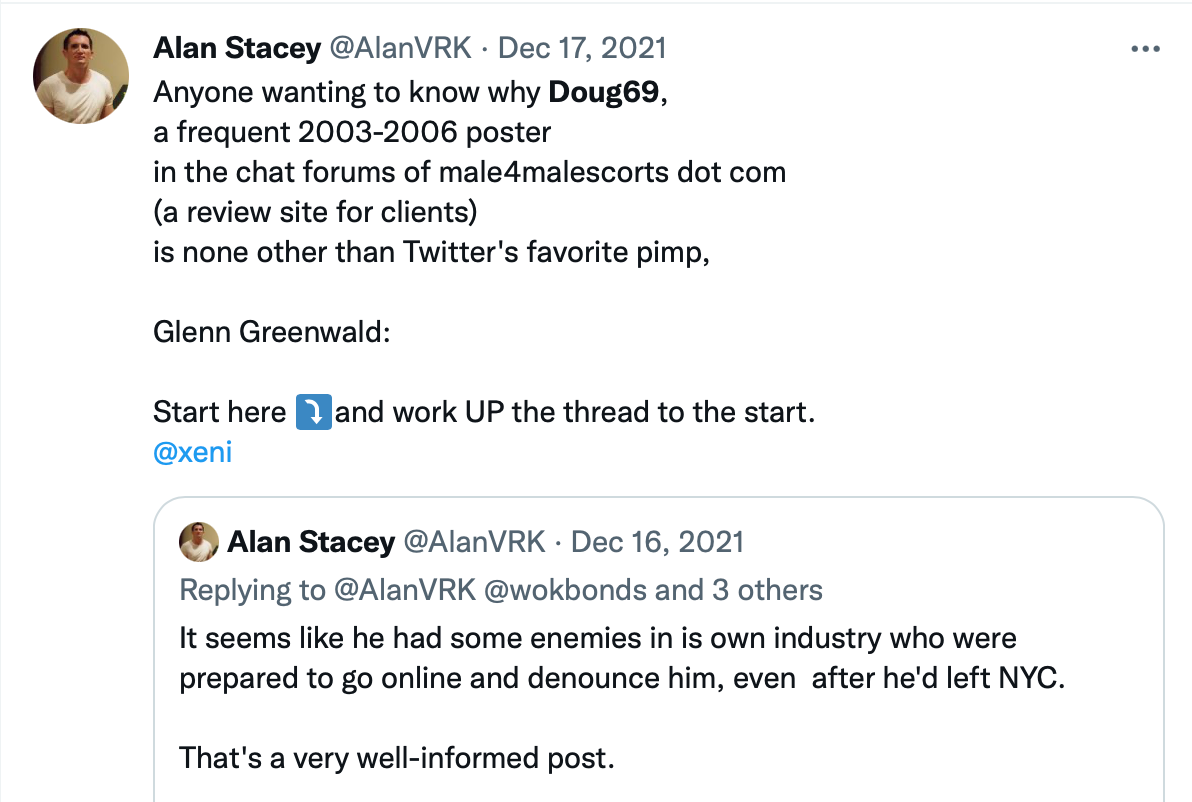 Alan Stacey @AlanVRK · Dec 17, 2021
Anyone wanting to know why Doug69,
a frequent 2003-2006 poster
in the chat forums of male4malescorts dot com
(a review site for clients)
is none other than Twitter's favorite pimp,
Glenn Greenwald:
Start here ⤵️and work UP the thread to the start.
@xeni
Alan Stacey @AlanVRK · Dec 16, 2021
Replying to @AlanVRK @wokbonds and 3 others
It seems like he had some enemies in is own industry who were
prepared to go online and denounce him, even  after he'd left NYC.
That's a very well-informed post.